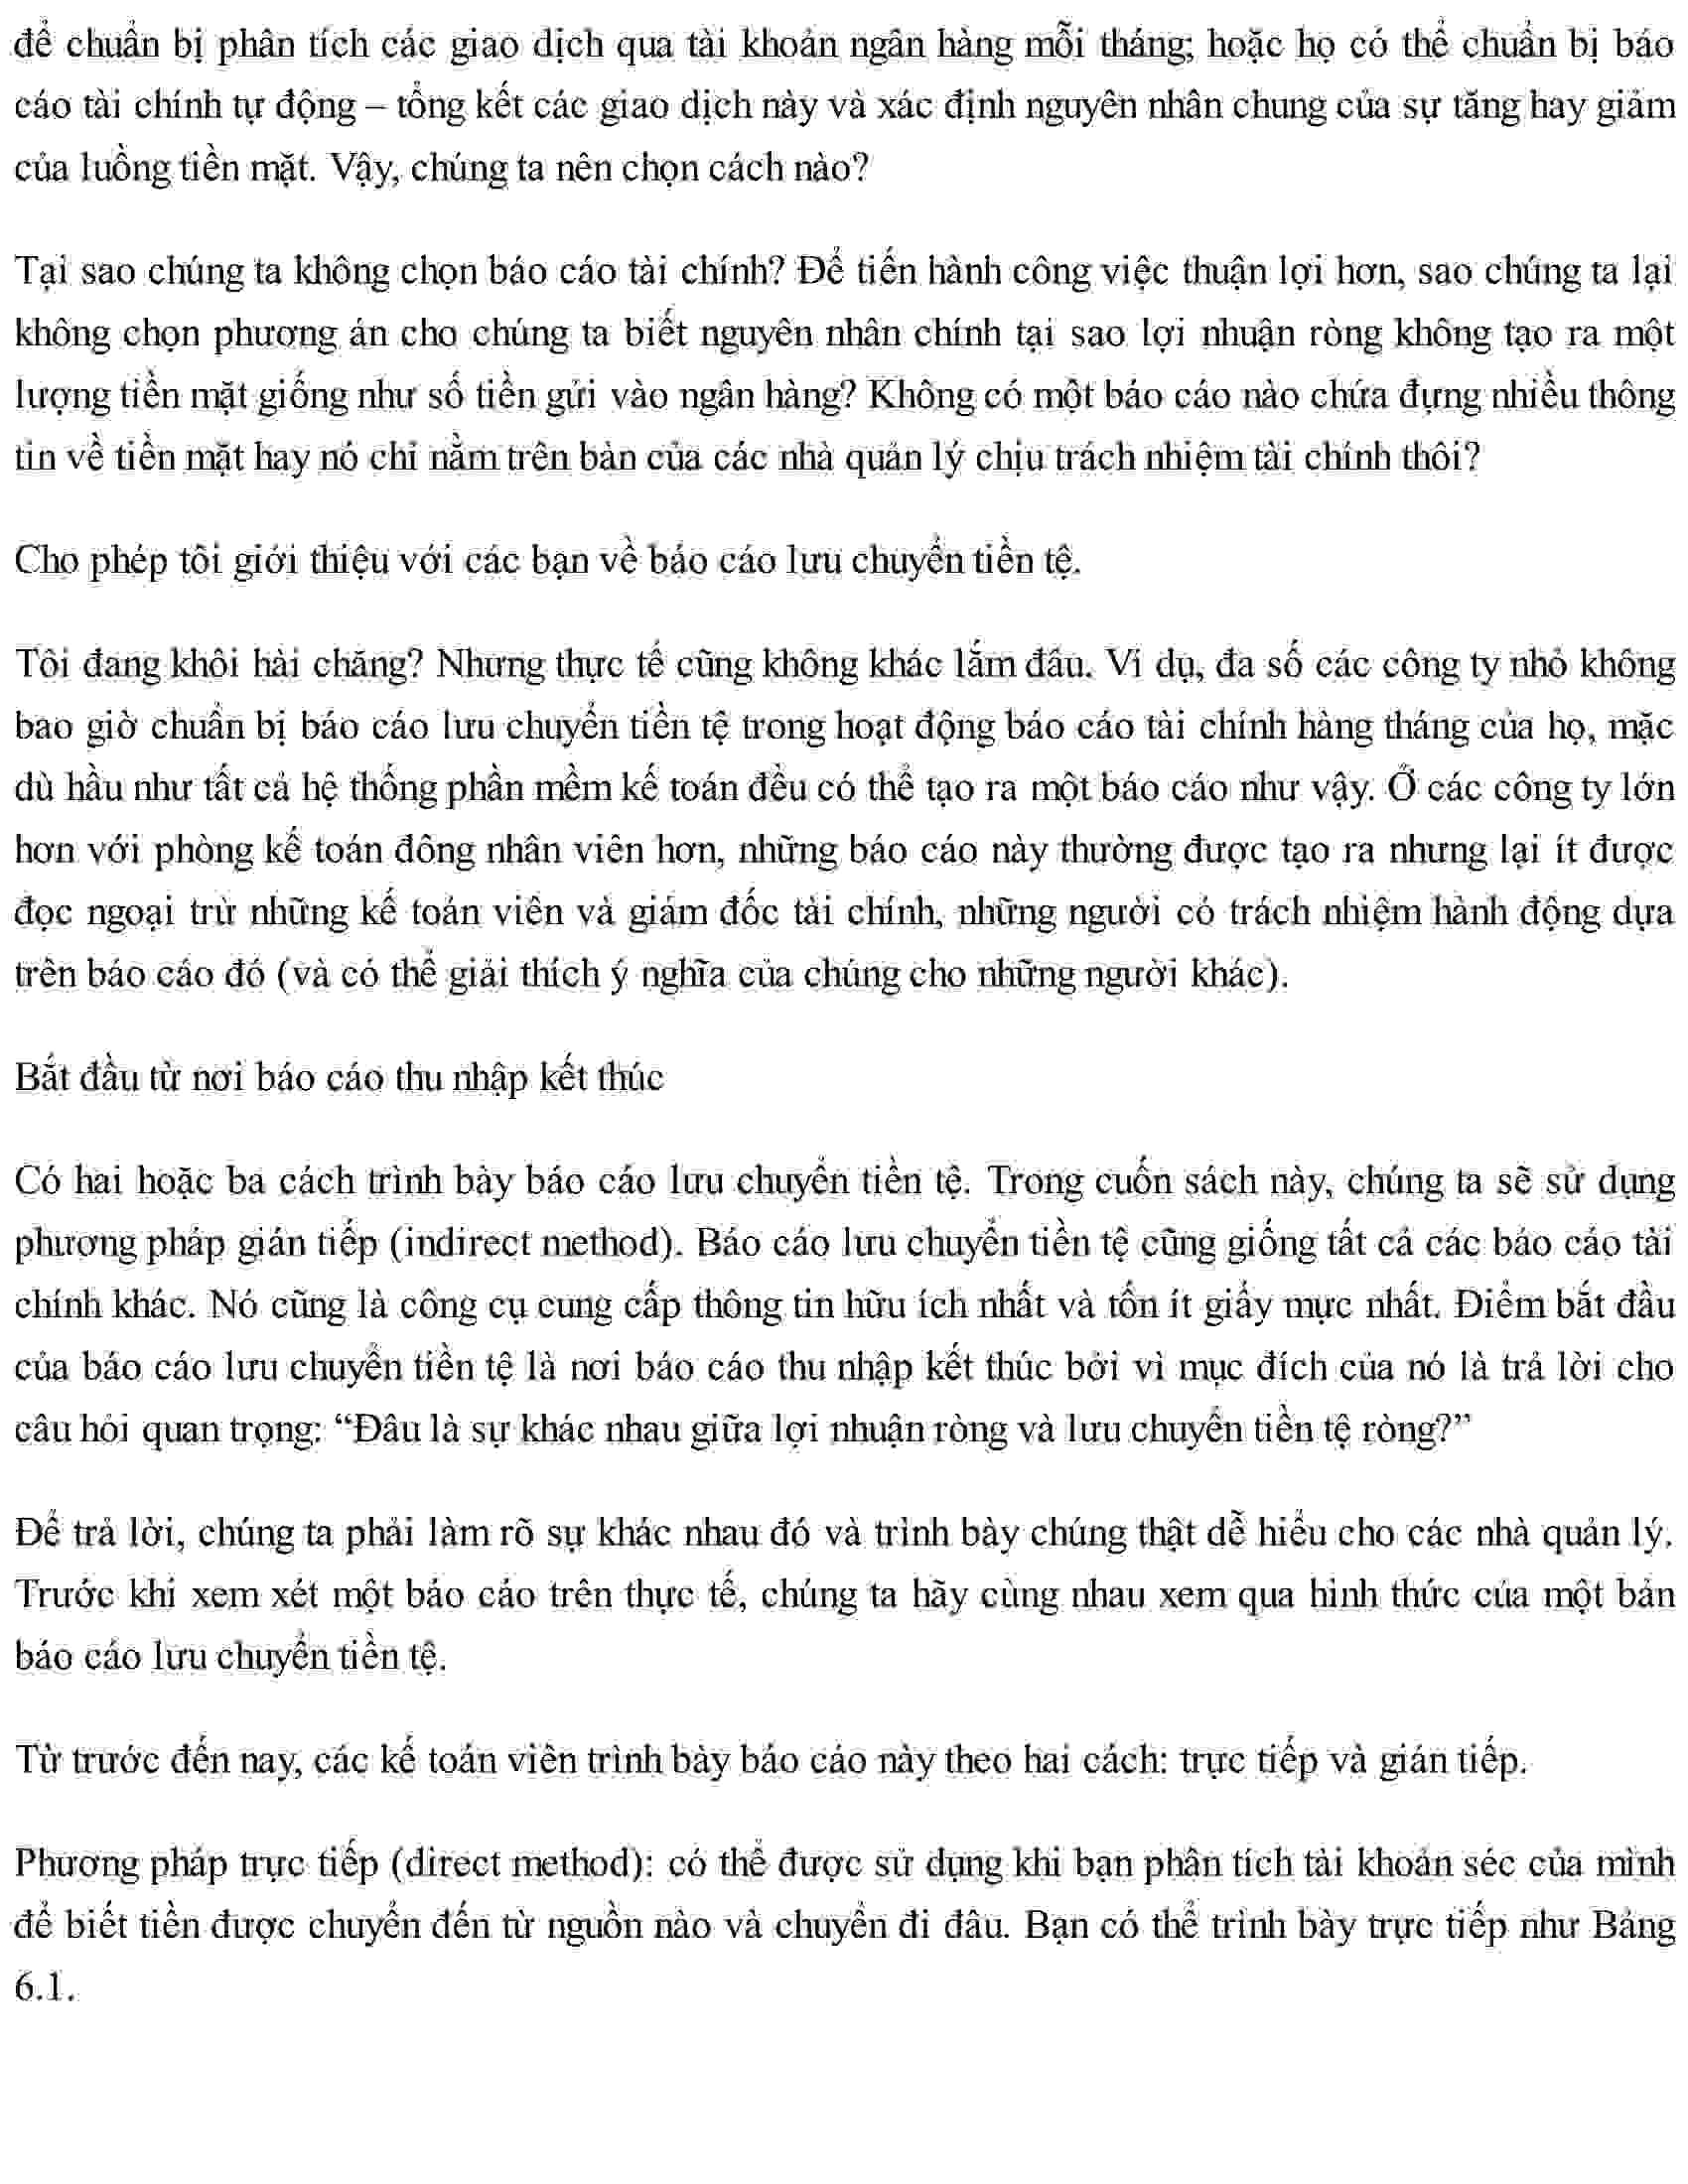 để chuẩn bị phân tích các giao dịch qua tài khoản ngân hàng mỗi tháng; hoặc họ có thể chuẩn bị báo
cáo tài chính tự động – tổng kết các giao dịch này và xác định nguyên nhân chung của sự tăng hay giảm
của luồng tiền mặt. Vậy, chúng ta nên chọn cách nào?
Tại sao chúng ta không chọn báo cáo tài chính? Để tiến hành công việc thuận lợi hơn, sao chúng ta lại
không chọn phương án cho chúng ta biết nguyên nhân chính tại sao lợi nhuận ròng không tạo ra một
lượng tiền mặt giống như số tiền gửi vào ngân hàng? Không có một báo cáo nào chứa đựng nhiều thông
tin về tiền mặt hay nó chỉ nằm trên bàn của các nhà quản lý chịu trách nhiệm tài chính thôi?
Cho phép tôi giới thiệu với các bạn về báo cáo lưu chuyển tiền tệ.
Tôi đang khôi hài chăng? Nhưng thực tế cũng không khác lắm đâu. Ví dụ, đa số các công ty nhỏ không
bao giờ chuẩn bị báo cáo lưu chuyển tiền tệ trong hoạt động báo cáo tài chính hàng tháng của họ, mặc
dù hầu như tất cả hệ thống phần mềm kế toán đều có thể tạo ra một báo cáo như vậy. Ở các công ty lớn
hơn với phòng kế toán đông nhân viên hơn, những báo cáo này thường được tạo ra nhưng lại ít được
đọc ngoại trừ những kế toán viên và giám đốc tài chính, những người có trách nhiệm hành động dựa
trên báo cáo đó (và có thể giải thích ý nghĩa của chúng cho những người khác).
Bắt đầu từ nơi báo cáo thu nhập kết thúc
Có hai hoặc ba cách trình bày báo cáo lưu chuyển tiền tệ. Trong cuốn sách này, chúng ta sẽ sử dụng
phương pháp gián tiếp (indirect method). Báo cáo lưu chuyển tiền tệ cũng giống tất cả các báo cáo tài
chính khác. Nó cũng là công cụ cung cấp thông tin hữu ích nhất và tốn ít giấy mực nhất. Điểm bắt đầu
của báo cáo lưu chuyển tiền tệ là nơi báo cáo thu nhập kết thúc bởi vì mục đích của nó là trả lời cho
câu hỏi quan trọng: “Đâu là sự khác nhau giữa lợi nhuận ròng và lưu chuyển tiền tệ ròng?”
Để trả lời, chúng ta phải làm rõ sự khác nhau đó và trình bày chúng thật dễ hiểu cho các nhà quản lý.
Trước khi xem xét một báo cáo trên thực tế, chúng ta hãy cùng nhau xem qua hình thức của một bản
báo cáo lưu chuyển tiền tệ.
Từ trước đến nay, các kế toán viên trình bày báo cáo này theo hai cách: trực tiếp và gián tiếp.
Phương pháp trực tiếp (direct method): có thể được sử dụng khi bạn phân tích tài khoản séc của mình
để biết tiền được chuyển đến từ nguồn nào và chuyển đi đâu. Bạn có thể trình bày trực tiếp như Bảng
6.1.